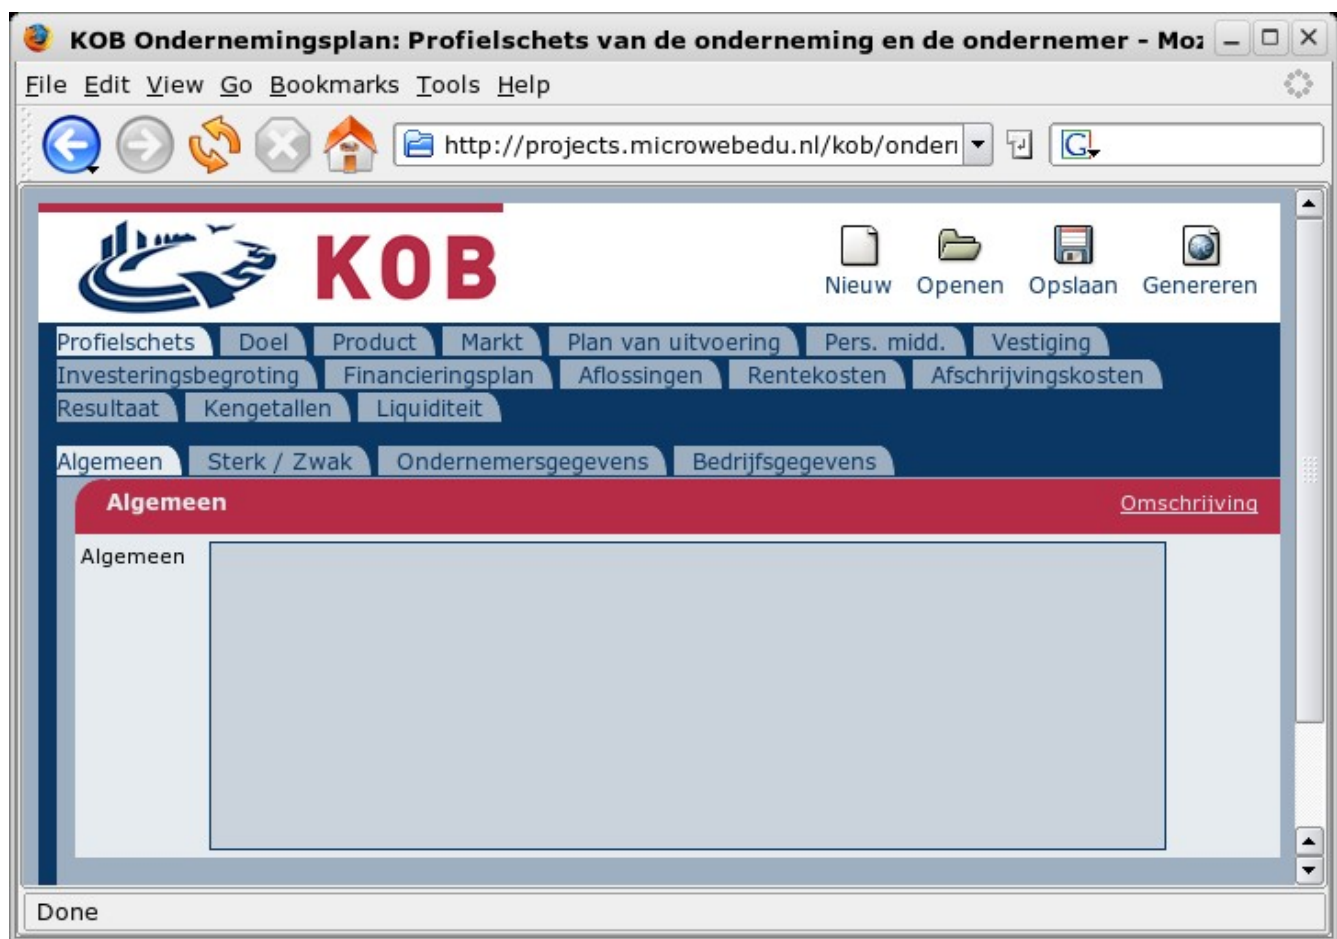 KOB Ondernemingsplan: Profielschets van de onderneming en de ondernemer - Moz
File Edit View Go Bookmarks Tools Help
http://projects.microwebedu.nl/kob/onder
G
KOB
Nieuw Openen Opslaan Genereren
Profielschets Doel Product Markt Plan van uitvoering Pers. midd. Vestiging
Investeringsbegroting Financieringsplan Aflossingen Rentekosten Afschrijvingskosten
Resultaat Kengetallen Liquiditeit
Algemeen Sterk / Zwak Ondernemersgegevens Bedrijfsgegevens
Algemeen Omschrijving
Algemeen
Done